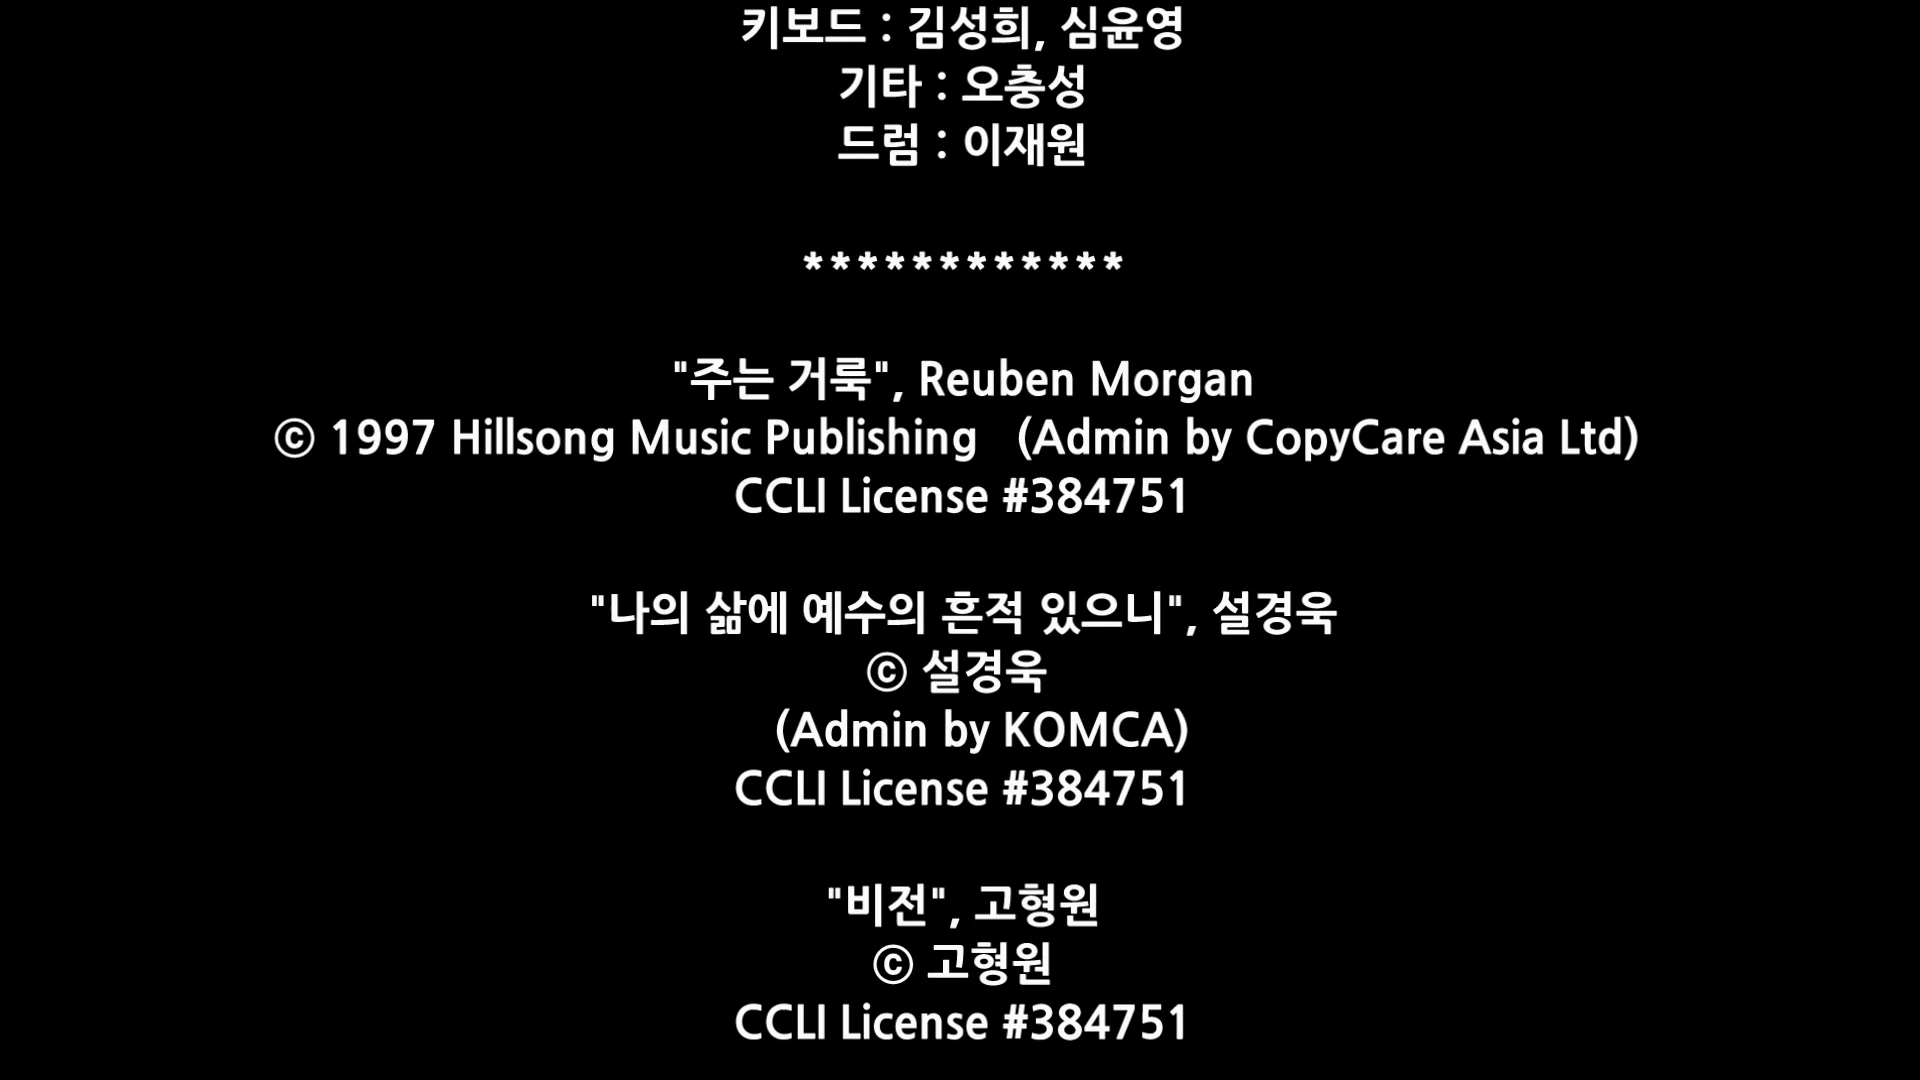 키보드 : 김성희, 심윤영
기타 : 오충성
드럼 : 이재원
************
"주는 거룩", Reuben Morgan
ⓒ 1997 Hillsong Music Publishing   (Admin by CopyCare Asia Ltd)
CCLI License #384751
"나의 삶에 예수의 흔적 있으니", 설경욱
ⓒ 설경욱
(Admin by KOMCA)
CCLI License #384751
"비전", 고형원
ⓒ 고형원
CCLI License #384751